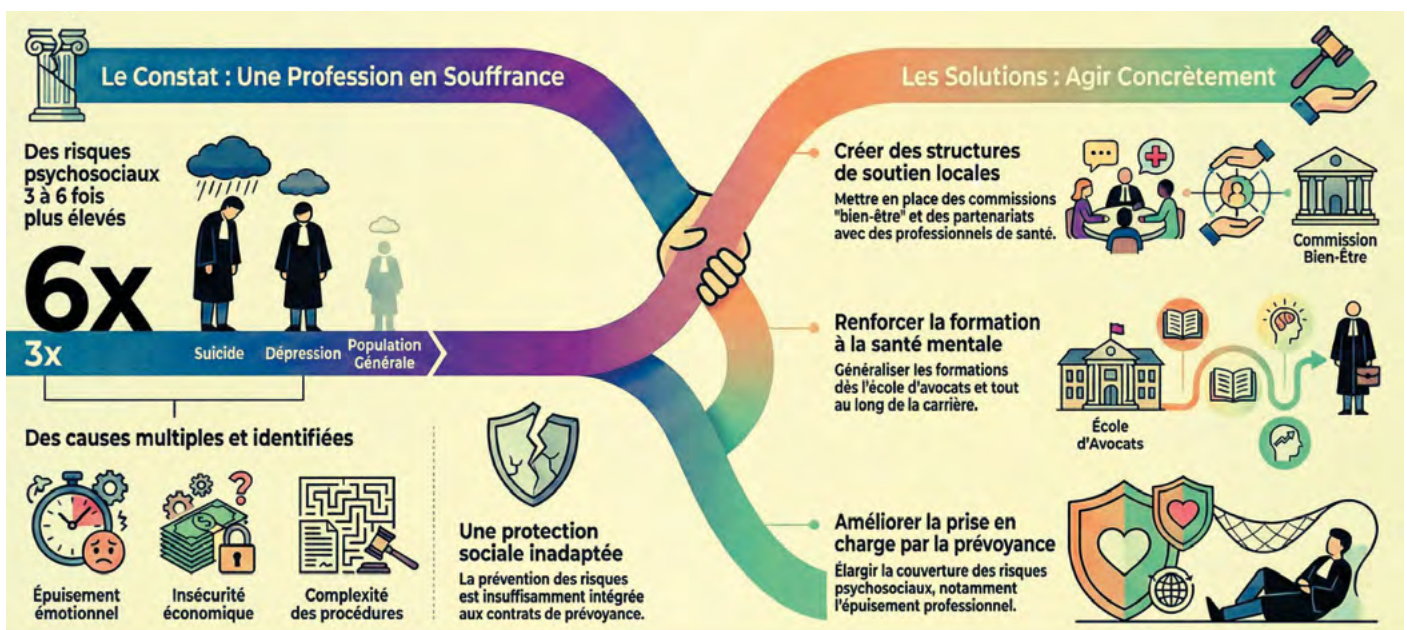 Le Constat : Une Profession en Souffrance
Des risques
psychosociaux
3 à 6 fois
plus élevés
6x
3x
Suicide
Dépression
Population
Générale
Des causes multiples et identifiées
Épuisement
émotionnel
Insécurité
économique
Complexité
des procédures
Une protection
sociale inadaptée
La prévention des risques
est insuffisamment intégrée
aux contrats de prévoyance.
Les Solutions : Agir Concrètement
Créer des structures
de soutien locales
Mettre en place des commissions
"bien-être" et des partenariats
avec des professionnels de santé.
Commission
Bien-Être
Renforcer la formation
à la santé mentale
Généraliser les formations
dès l'école d'avocats et tout
au long de la carrière.
École
d'Avocats
Améliorer la prise en
charge par la prévoyance
Élargir la couverture des risques
psychosociaux, notamment
l'épuisement professionnel.